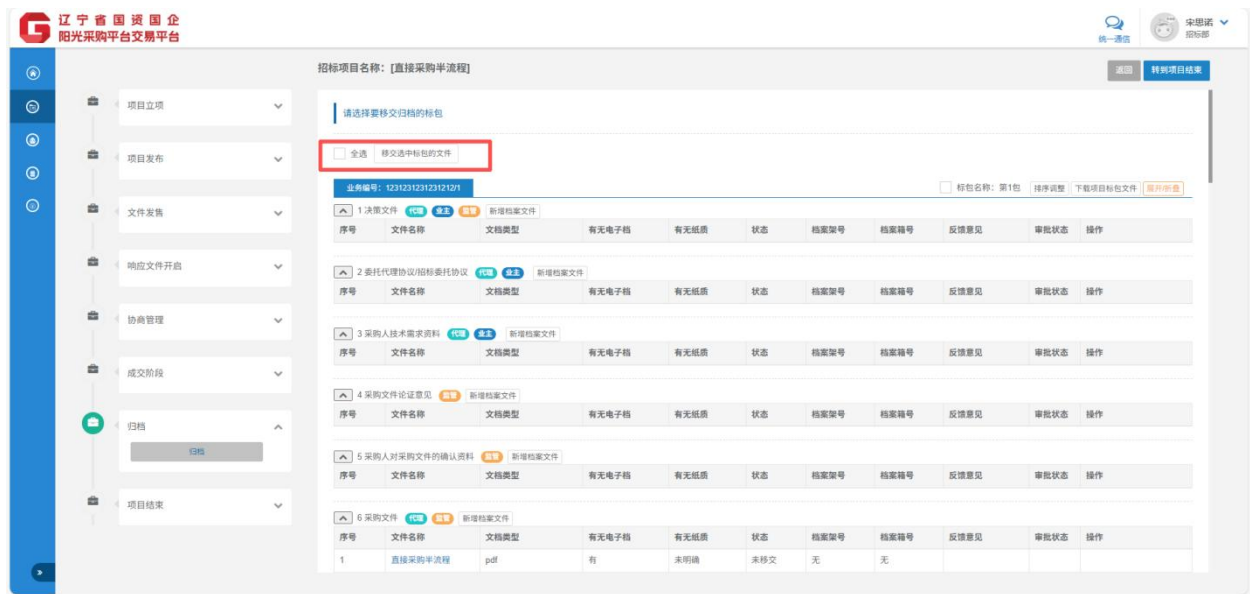 辽宁省国资国企
阳光采购平台交易平台
统一通信
宋思诺
招标部
招标项目名称：[直接采购半流程]
返回 转到项目结束
项目立项
项目发布
文件发售
响应文件开启
协商管理
成交阶段
归档
归档
项目结束
请选择要移交归档的标包
全选 移交选中标包的文件
业务编号：1231231231231212/1 标包名称：第1包 排序调整 下载项目标包文件 展开/折叠
1 决策文件 代理 业主 监管 新增档案文件
序号 文件名称 文档类型 有无电子档 有无纸质 状态 档案架号 档案箱号 反馈意见 审批状态 操作
2 委托代理协议/招标委托协议 代理 业主 新增档案文件
序号 文件名称 文档类型 有无电子档 有无纸质 状态 档案架号 档案箱号 反馈意见 审批状态 操作
3 采购人技术需求资料 代理 业主 新增档案文件
序号 文件名称 文档类型 有无电子档 有无纸质 状态 档案架号 档案箱号 反馈意见 审批状态 操作
4 采购文件论证意见 监管 新增档案文件
序号 文件名称 文档类型 有无电子档 有无纸质 状态 档案架号 档案箱号 反馈意见 审批状态 操作
5 采购人对采购文件的确认资料 监管 新增档案文件
序号 文件名称 文档类型 有无电子档 有无纸质 状态 档案架号 档案箱号 反馈意见 审批状态 操作
6 采购文件 代理 监管 新增档案文件
序号 文件名称 文档类型 有无电子档 有无纸质 状态 档案架号 档案箱号 反馈意见 审批状态 操作
1 直接采购半流程 pdf 有 未明确 未移交 无 无